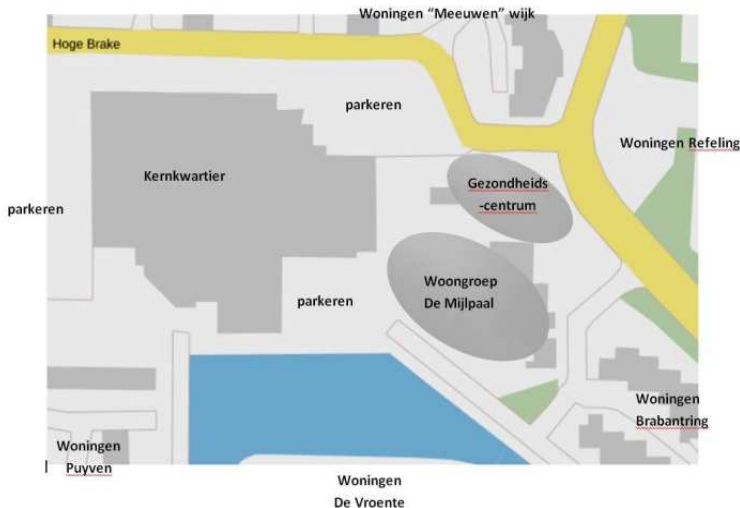 Woningen “Meeuwen” wijk
Hoge Brake
parkeren
Woningen Refeling
Kernkwartier
Gezondheids
-centrum
parkeren
Woongroep
De Mijlpaal
parkeren
Woningen
Brabantring
Woningen
Puyven
Woningen
De Vroente